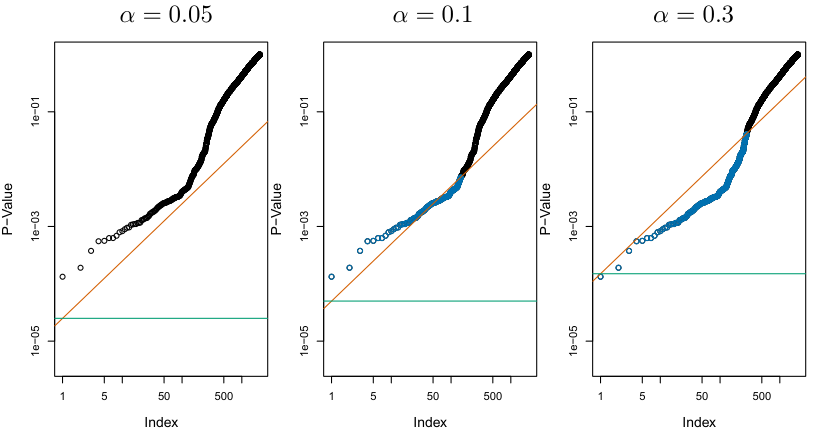 α = 0.05
P−Value
1e−01
1e−03
1e−05
1
5
50
500
Index
α = 0.1
P−Value
1e−01
1e−03
1e−05
1
5
50
500
Index
α = 0.3
P−Value
1e−01
1e−03
1e−05
1
5
50
500
Index